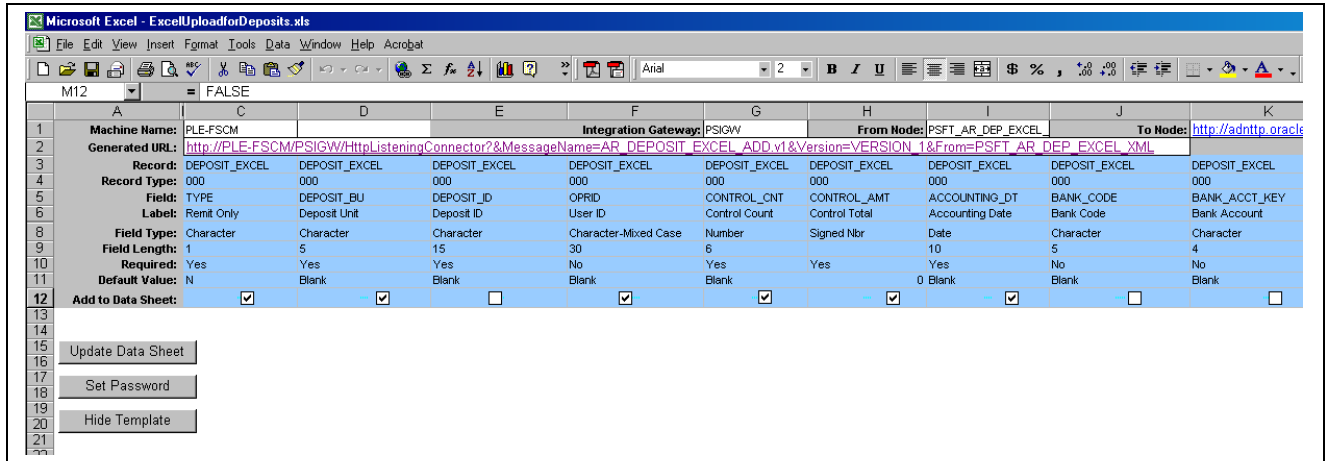 Microsoft Excel - ExcelUploadforDeposits.xls
File Edit View Insert Format Tools Data Window Help Acrobat
Arial 2 B I U $ % ,
M12 = FALSE
A C D E F G H I J K
1 Machine Name: PLE-FSCM Integration Gateway: PSIGW From Node: PSFT_AR_DEP_EXCEL_ To Node: http://adnttp.oracle
2 Generated URL: http://PLE-FSCM/PSIGW/HttpListeningConnector?&MessageName=AR_DEPOSIT_EXCEL_ADD.v1&Version=VERSION_1&From=PSFT_AR_DEP_EXCEL_XML
3 Record: DEPOSIT_EXCEL DEPOSIT_EXCEL DEPOSIT_EXCEL DEPOSIT_EXCEL DEPOSIT_EXCEL DEPOSIT_EXCEL DEPOSIT_EXCEL DEPOSIT_EXCEL DEPOSIT_EXCEL
4 Record Type: 000 000 000 000 000 000 000 000 000
5 Field: TYPE DEPOSIT_BU DEPOSIT_ID OPRID CONTROL_CNT CONTROL_AMT ACCOUNTING_DT BANK_CODE BANK_ACCT_KEY
6 Label: Remit Only Deposit Unit Deposit ID User ID Control Count Control Total Accounting Date Bank Code Bank Account
8 Field Type: Character Character Character Character-Mixed Case Number Signed Nbr Date Character Character
9 Field Length: 1 5 15 30 6 10 5 4
10 Required: Yes Yes Yes No Yes Yes Yes No No
11 Default Value: N Blank Blank Blank Blank 0 Blank Blank Blank
12 Add to Data Sheet:
13
14
15
Update Data Sheet
16
17
Set Password
18
19
Hide Template
20
21
22